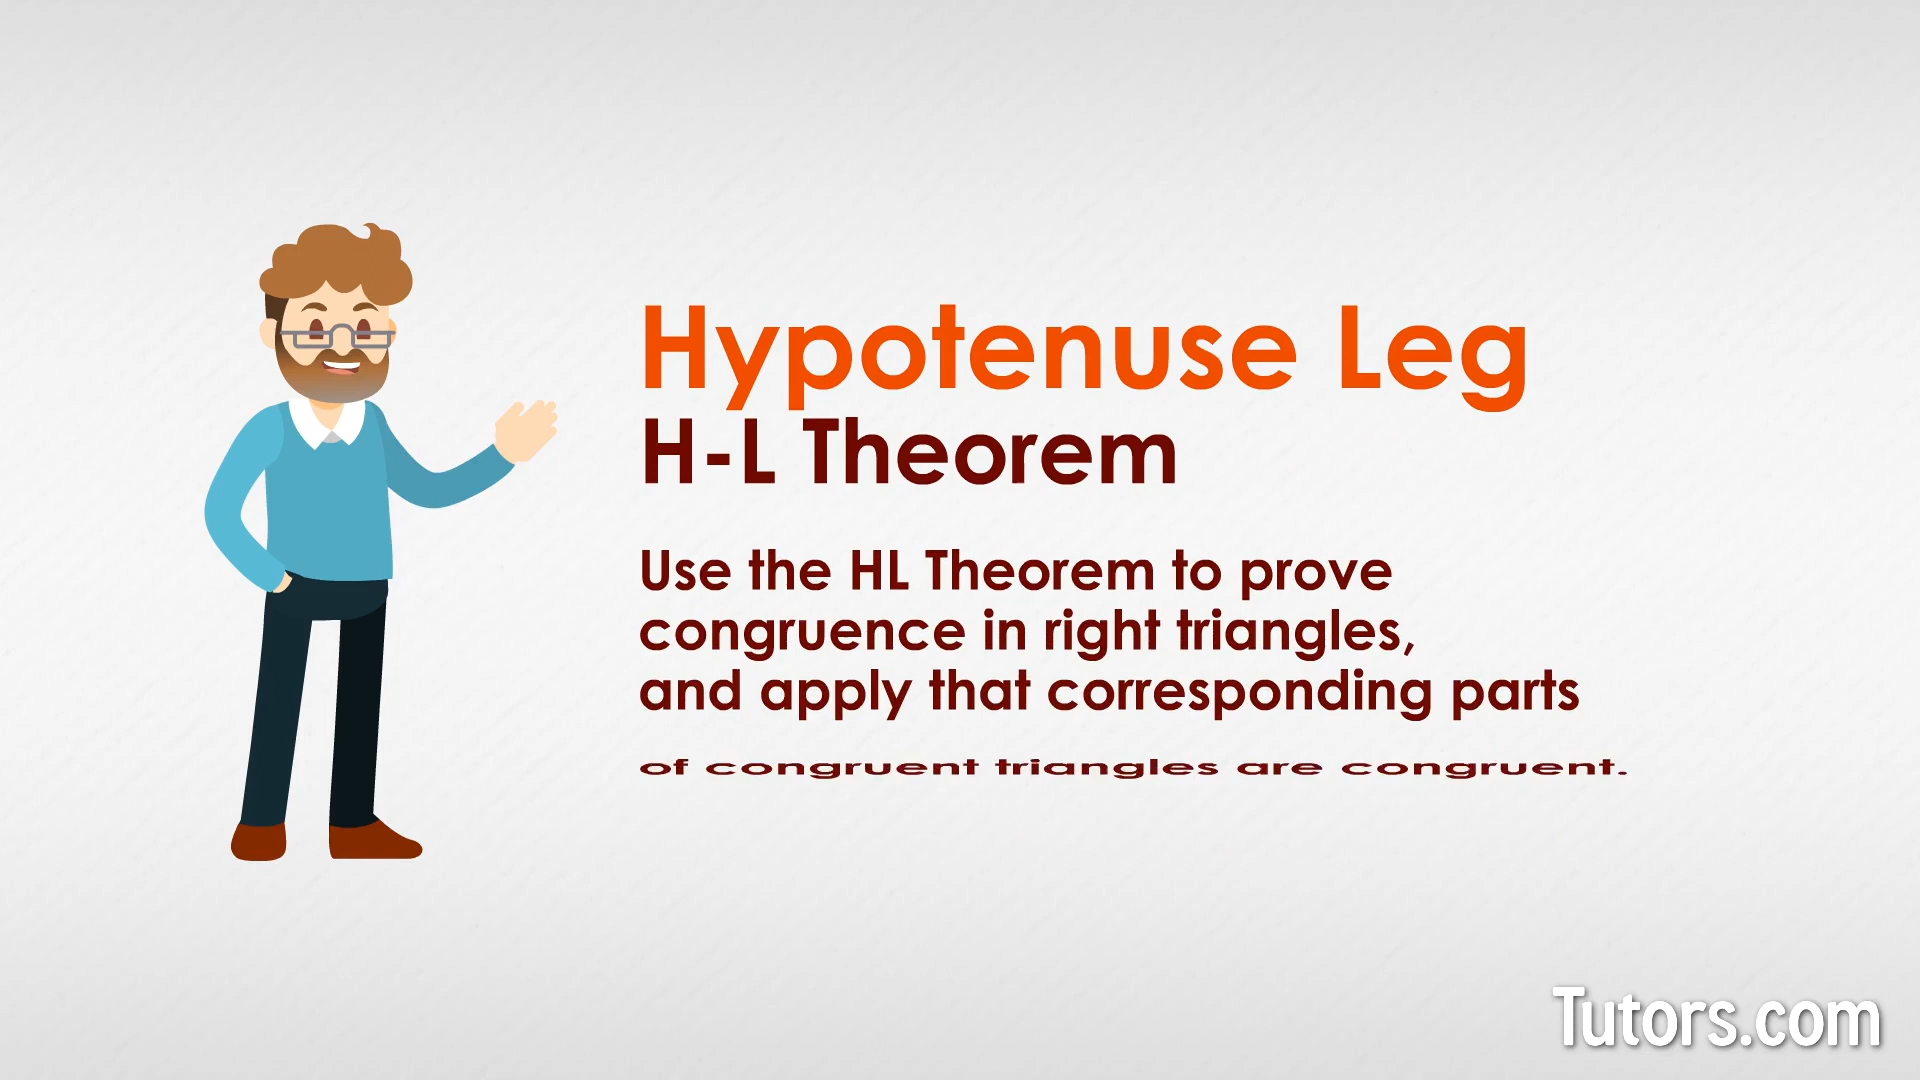 Hypotenuse Leg
H-L Theorem
Use the HL Theorem to prove
congruence in right triangles,
and apply that corresponding parts
of congruent triangles are congruent.
Tutors.com